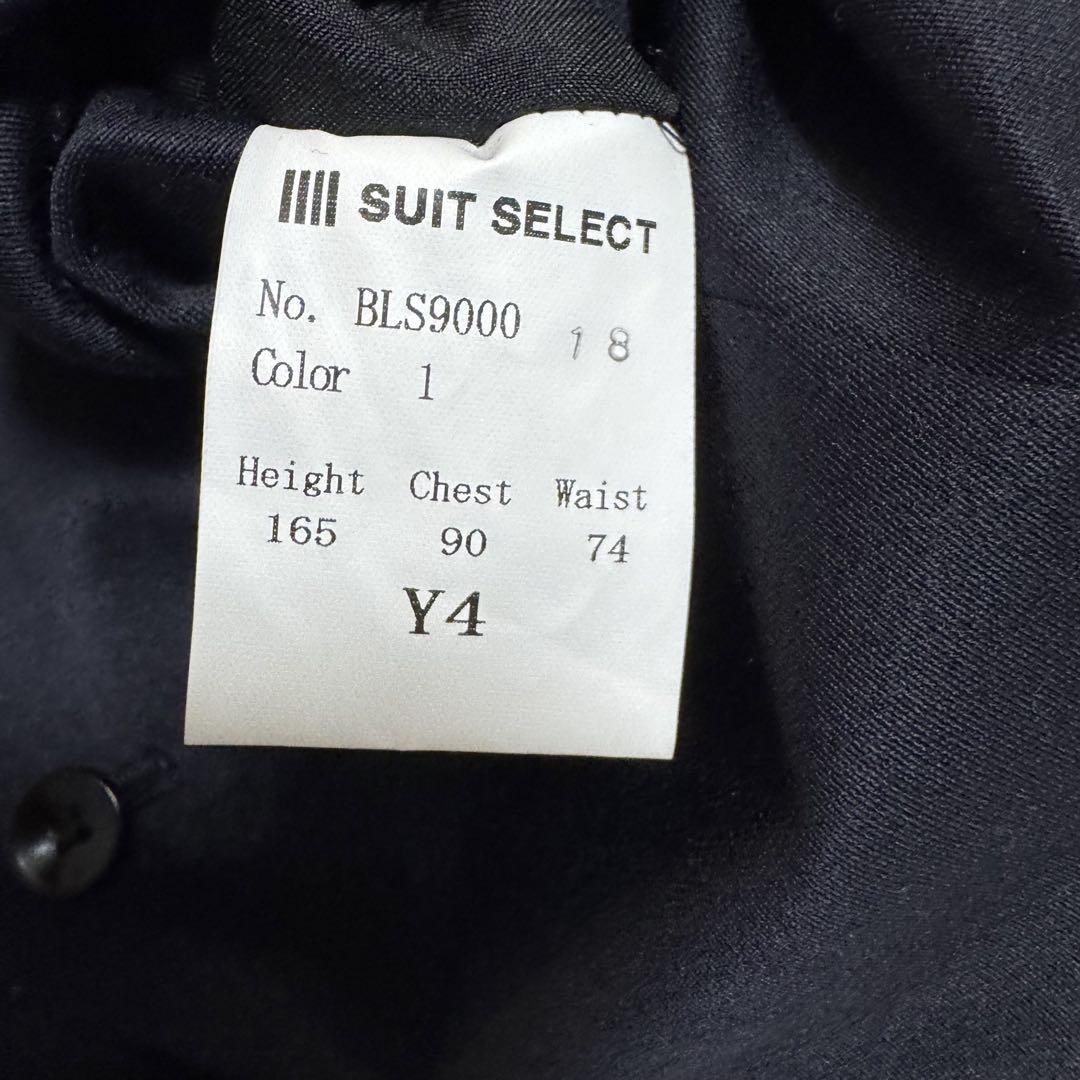 SUIT SELECT
No. BLS9000 18
Color 1
Height Chest Waist
165 90 74
Y4